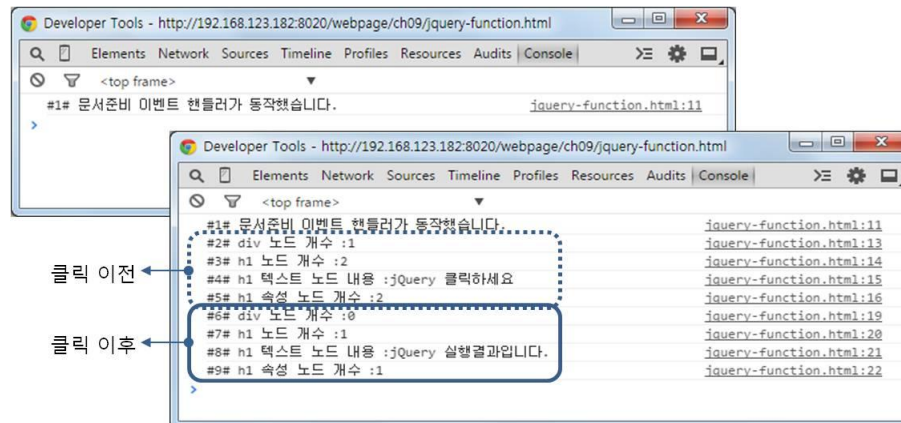 Developer Tools - http://192.168.123.182:8020/webpage/ch09/jquery-function.html
Elements Network Sources Timeline Profiles Resources Audits Console
<top frame>
#1# 문서준비 이벤트 핸들러가 동작했습니다. jquery-function.html:11
Developer Tools - http://192.168.123.182:8020/webpage/ch09/jquery-function.html
Elements Network Sources Timeline Profiles Resources Audits Console
<top frame>
#1# 문서준비 이벤트 핸들러가 동작했습니다. jquery-function.html:11
#2# div 노드 개수 :1 jquery-function.html:13
#3# h1 노드 개수 :2 jquery-function.html:14
#4# h1 텍스트 노드 내용 :jQuery 클릭하세요 jquery-function.html:15
#5# h1 속성 노드 개수 :2 jquery-function.html:16
클릭 이전
#6# div 노드 개수 :0 jquery-function.html:19
#7# h1 노드 개수 :1 jquery-function.html:20
#8# h1 텍스트 노드 내용 :jQuery 실행결과입니다. jquery-function.html:21
#9# h1 속성 노드 개수 :1 jquery-function.html:22
클릭 이후